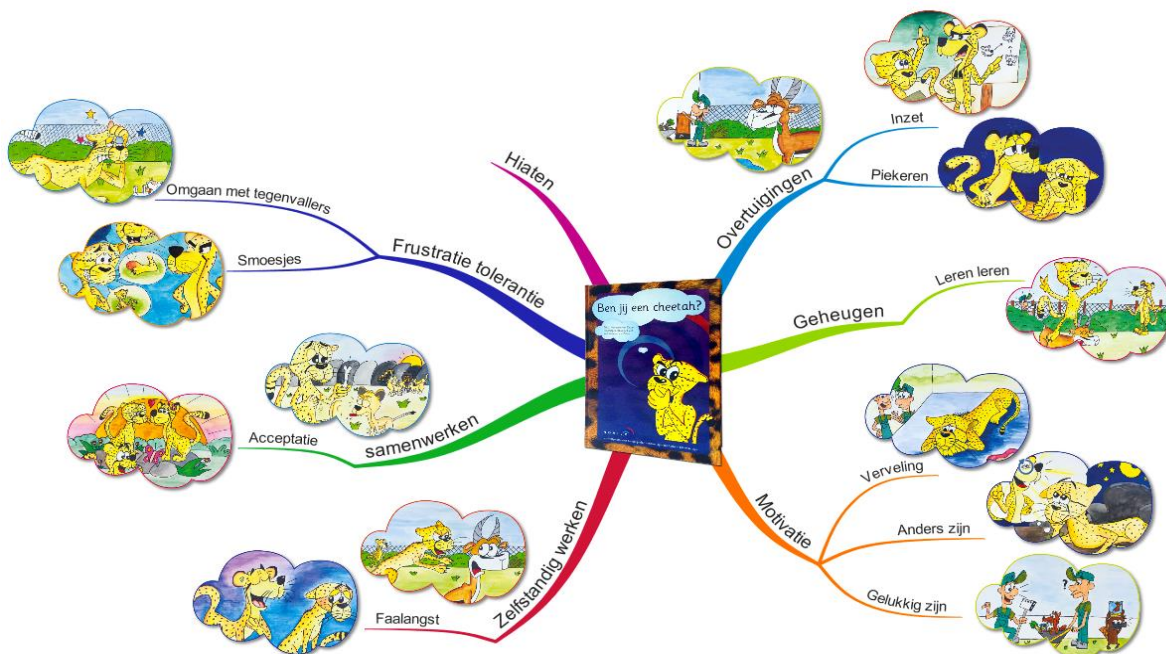 Ben jij een cheetah?
Hiaten
Overtuigingen
Inzet
Piekeren
Geheugen
Leren leren
Motivatie
Verveling
Anders zijn
Gelukkig zijn
Zelfstandig werken
Faalangst
samenwerken
Acceptatie
Frustratie tolerantie
Omgaan met tegenvallers
Smoesjes
?